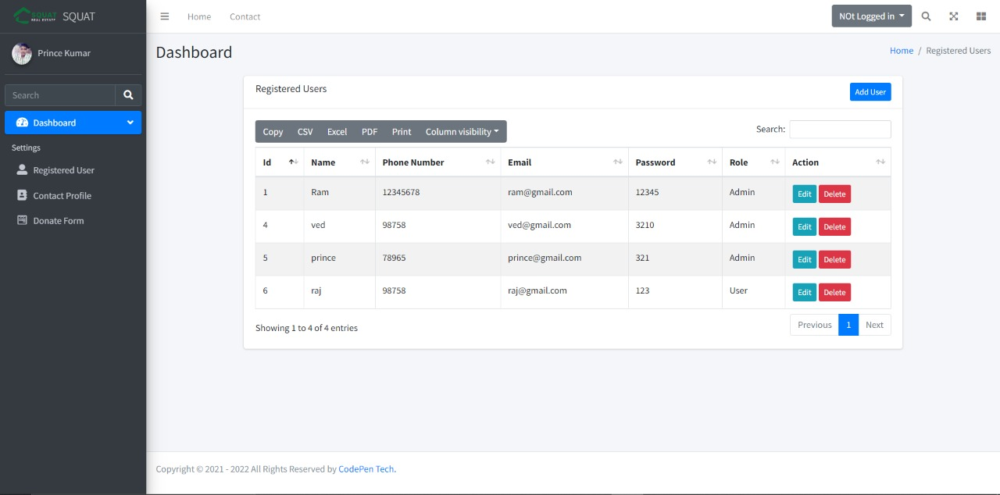 SQUAT REAL ESTATE SQUAT
Home Contact
NOt Logged in
Prince Kumar
Search
Dashboard
Settings
Registered User
Contact Profile
Donate Form
Dashboard
Home / Registered Users
Registered Users
Add User
Copy CSV Excel PDF Print Column visibility
Search:
Id Name Phone Number Email Password Role Action
1 Ram 12345678 ram@gmail.com 12345 Admin Edit Delete
4 ved 98758 ved@gmail.com 3210 Admin Edit Delete
5 prince 78965 prince@gmail.com 321 Admin Edit Delete
6 raj 98758 raj@gmail.com 123 User Edit Delete
Showing 1 to 4 of 4 entries
Previous 1 Next
Copyright © 2021 - 2022 All Rights Reserved by CodePen Tech.